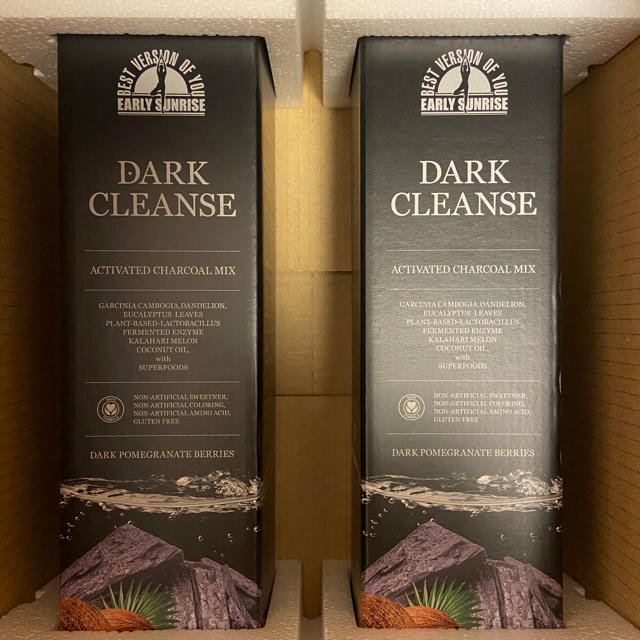 BEST VERSION OF YOU
EARLY SUNRISE
DARK
CLEANSE
ACTIVATED CHARCOAL MIX
GARCINIA CAMBOGIA,DANDELION,
EUCALYPTUS LEAVES
PLANT-BASED-LACTOBACILLUS
FERMENTED ENZYME
KALAHARI MELON
COCONUT OIL,
with
SUPERFOODS
NON-ARTIFICIAL SWEETNER,
NON-ARTIFICIAL COLORING,
NON-ARTIFICIAL AMINO ACID,
GLUTEN FREE
DARK POMEGRANATE BERRIES
BEST VERSION OF YOU
EARLY SUNRISE
DARK
CLEANSE
ACTIVATED CHARCOAL MIX
GARCINIA CAMBOGIA,DANDELION,
EUCALYPTUS LEAVES
PLANT-BASED-LACTOBACILLUS
FERMENTED ENZYME
KALAHARI MELON
COCONUT OIL,
with
SUPERFOODS
NON-ARTIFICIAL SWEETNER,
NON-ARTIFICIAL COLORING,
NON-ARTIFICIAL AMINO ACID,
GLUTEN FREE
DARK POMEGRANATE BERRIES